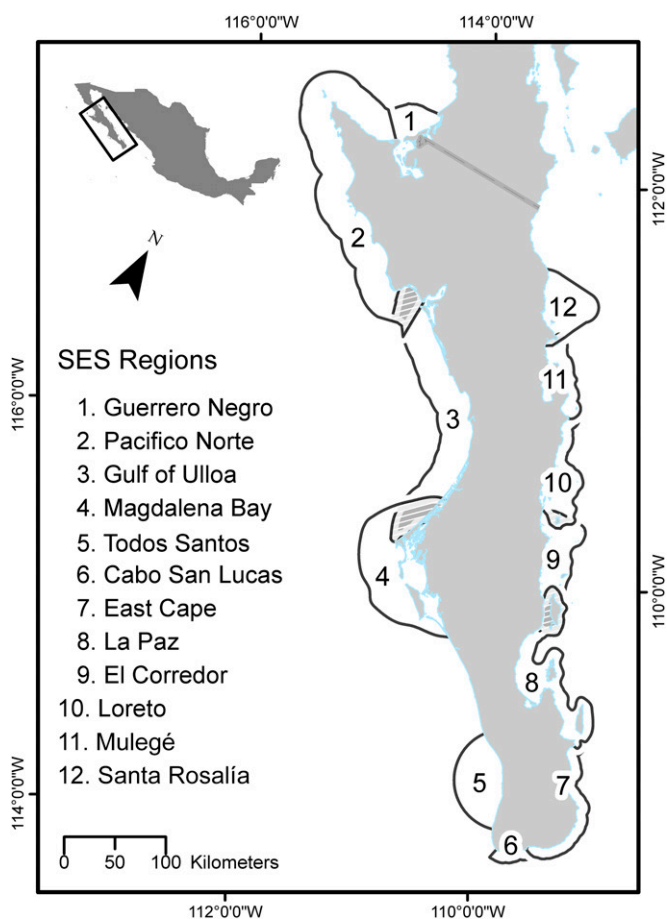 116°0'0"W
114°0'0"W
112°0'0"W
1
N
2
12
SES Regions
1. Guerrero Negro
2. Pacifico Norte
3. Gulf of Ulloa
4. Magdalena Bay
5. Todos Santos
6. Cabo San Lucas
7. East Cape
8. La Paz
9. El Corredor
10. Loreto
11. Mulegé
12. Santa Rosalía
116°0'0"W
11
3
10
9
4
110°0'0"W
8
5
7
6
114°0'0"W
0 50 100 Kilometers
112°0'0"W
110°0'0"W